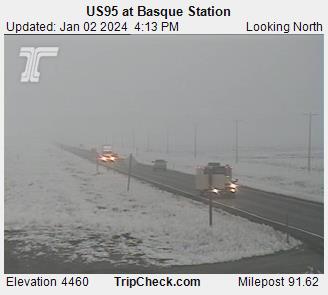 US95 at Basque Station
Updated: Jan 02 2024 4:13 PM Looking North
Elevation 4460 TripCheck.com Milepost 91.62